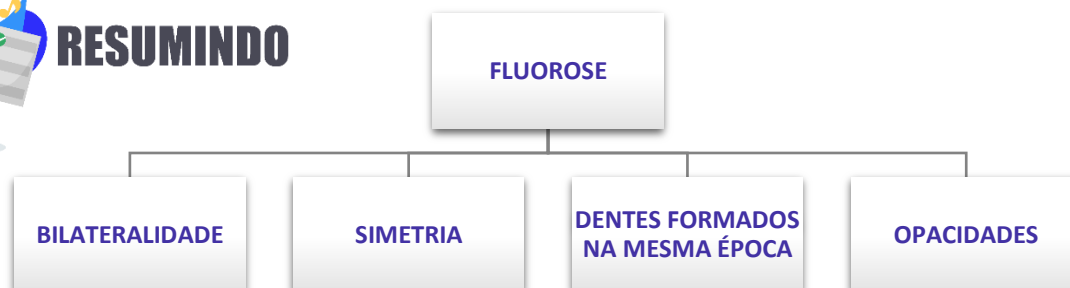 RESUMINDO
FLUOROSE
BILATERALIDADE
SIMETRIA
DENTES FORMADOS
NA MESMA ÉPOCA
OPACIDADES